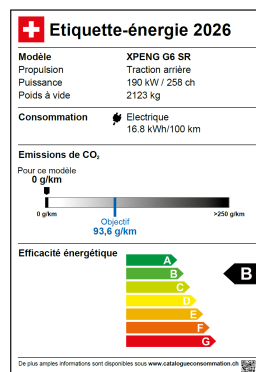 Etiquette-énergie 2026
Modèle XPENG G6 SR
Propulsion Traction arrière
Puissance 190 kW / 258 ch
Poids à vide 2123 kg
Consommation Electrique
16.8 kWh/100 km
Emissions de CO₂
Pour ce modèle
0 g/km
0 g/km >250 g/km
Objectif
93,6 g/km
Efficacité énergétique
A
B B
C
D
E
F
G
De plus amples informations sont disponibles sous www.catalogueconsommation.ch